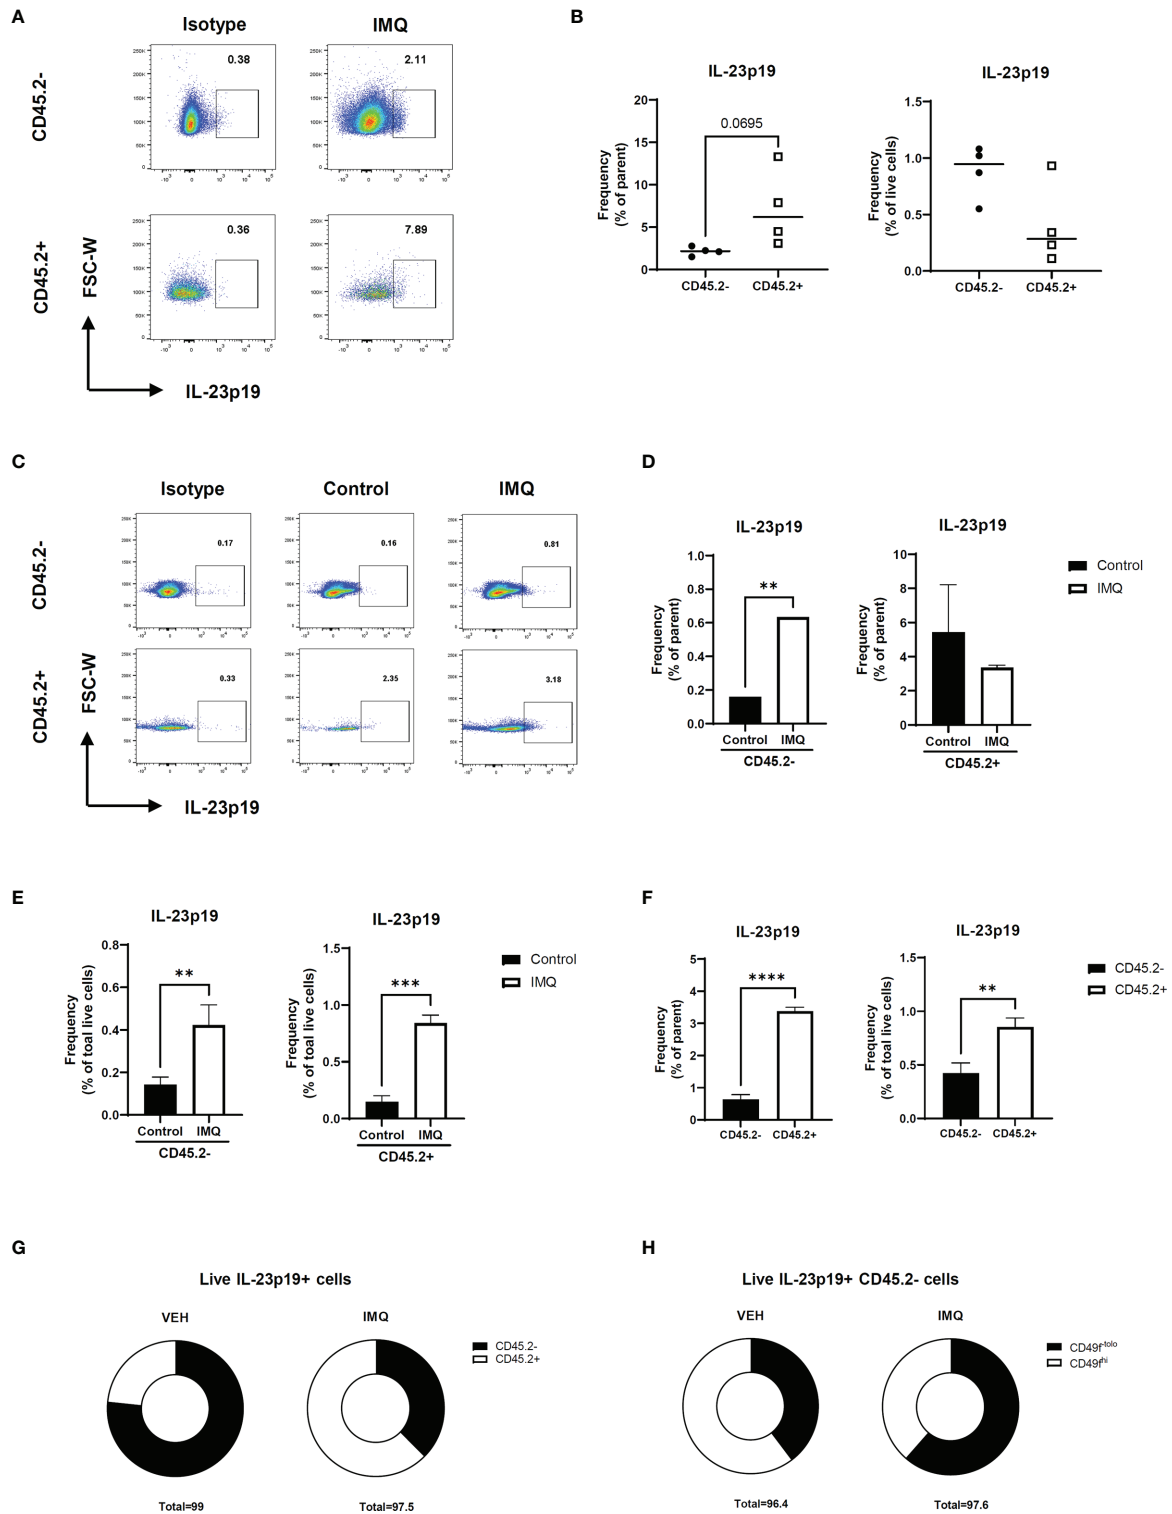 A
Isotype
IMQ
CD45.2-
250K
200K
150K
100K
50K
0
0.38
2.11
CD45.2+
0.36
7.89
FSC-W
IL-23p19
B
IL-23p19
Frequency
(% of parent)
20
15
10
5
0
0.0695
CD45.2-
CD45.2+
IL-23p19
Frequency
(% of live cells)
1.5
1.0
0.5
0.0
CD45.2-
CD45.2+
C
Isotype
Control
IMQ
CD45.2-
0.17
0.16
0.81
CD45.2+
0.33
2.35
3.18
FSC-W
IL-23p19
D
IL-23p19
Frequency
(% of parent)
1.0
0.8
0.6
0.4
0.2
0.0
**
Control
IMQ
CD45.2-
IL-23p19
Frequency
(% of parent)
10
8
6
4
2
0
Control
IMQ
CD45.2+
Control
IMQ
E
IL-23p19
Frequency
(% of toal live cells)
0.8
0.6
0.4
0.2
0.0
**
Control
IMQ
CD45.2-
IL-23p19
Frequency
(% of toal live cells)
1.5
1.0
0.5
0.0
***
Control
IMQ
CD45.2+
Control
IMQ
F
IL-23p19
Frequency
(% of parent)
5
4
3
2
1
0
****
CD45.2-
CD45.2+
IL-23p19
Frequency
(% of toal live cells)
1.5
1.0
0.5
0.0
**
CD45.2-
CD45.2+
CD45.2-
CD45.2+
G
Live IL-23p19+ cells
VEH
IMQ
CD45.2-
CD45.2+
Total=99
Total=97.5
H
Live IL-23p19+ CD45.2- cells
VEH
IMQ
CD49f-tolo
CD49fhi
Total=96.4
Total=97.6